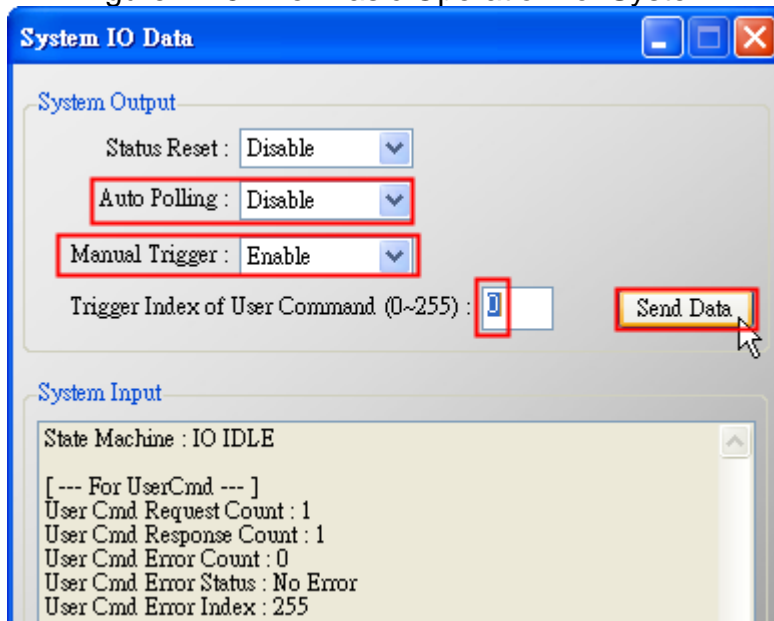 Figure Basic Operation
System IO Data
System Output
Status Reset : Disable
Auto Polling : Disable
Manual Trigger : Enable
Trigger Index of User Command (0~255) : 0
Send Data
System Input
State Machine : IO IDLE
[ --- For UserCmd --- ]
User Cmd Request Count : 1
User Cmd Response Count : 1
User Cmd Error Count : 0
User Cmd Error Status : No Error
User Cmd Error Index : 255